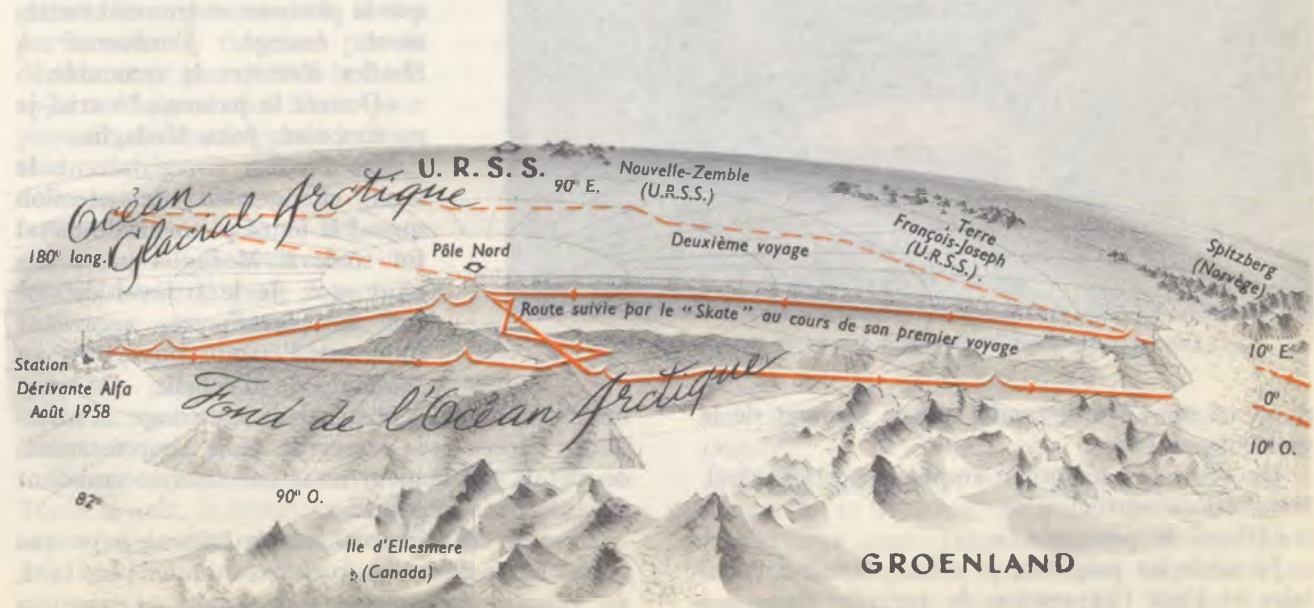 U. R. S. S.
90° E.
Nouvelle-Zemble
(U.R.S.S.)
Océan
Glacial Arctique
180° long.
Pôle Nord
Deuxième voyage
Terre
François-Joseph
(U.R.S.S.).
Spitzberg
(Norvège)
Route suivie par le "Skate" au cours de son premier voyage
10° E.
0°
10° O.
Station
Dérivante Alfa
Août 1958
Fond de l'Océan Arctique
82°
90° O.
Ile d'Ellesmere
(Canada)
GROENLAND